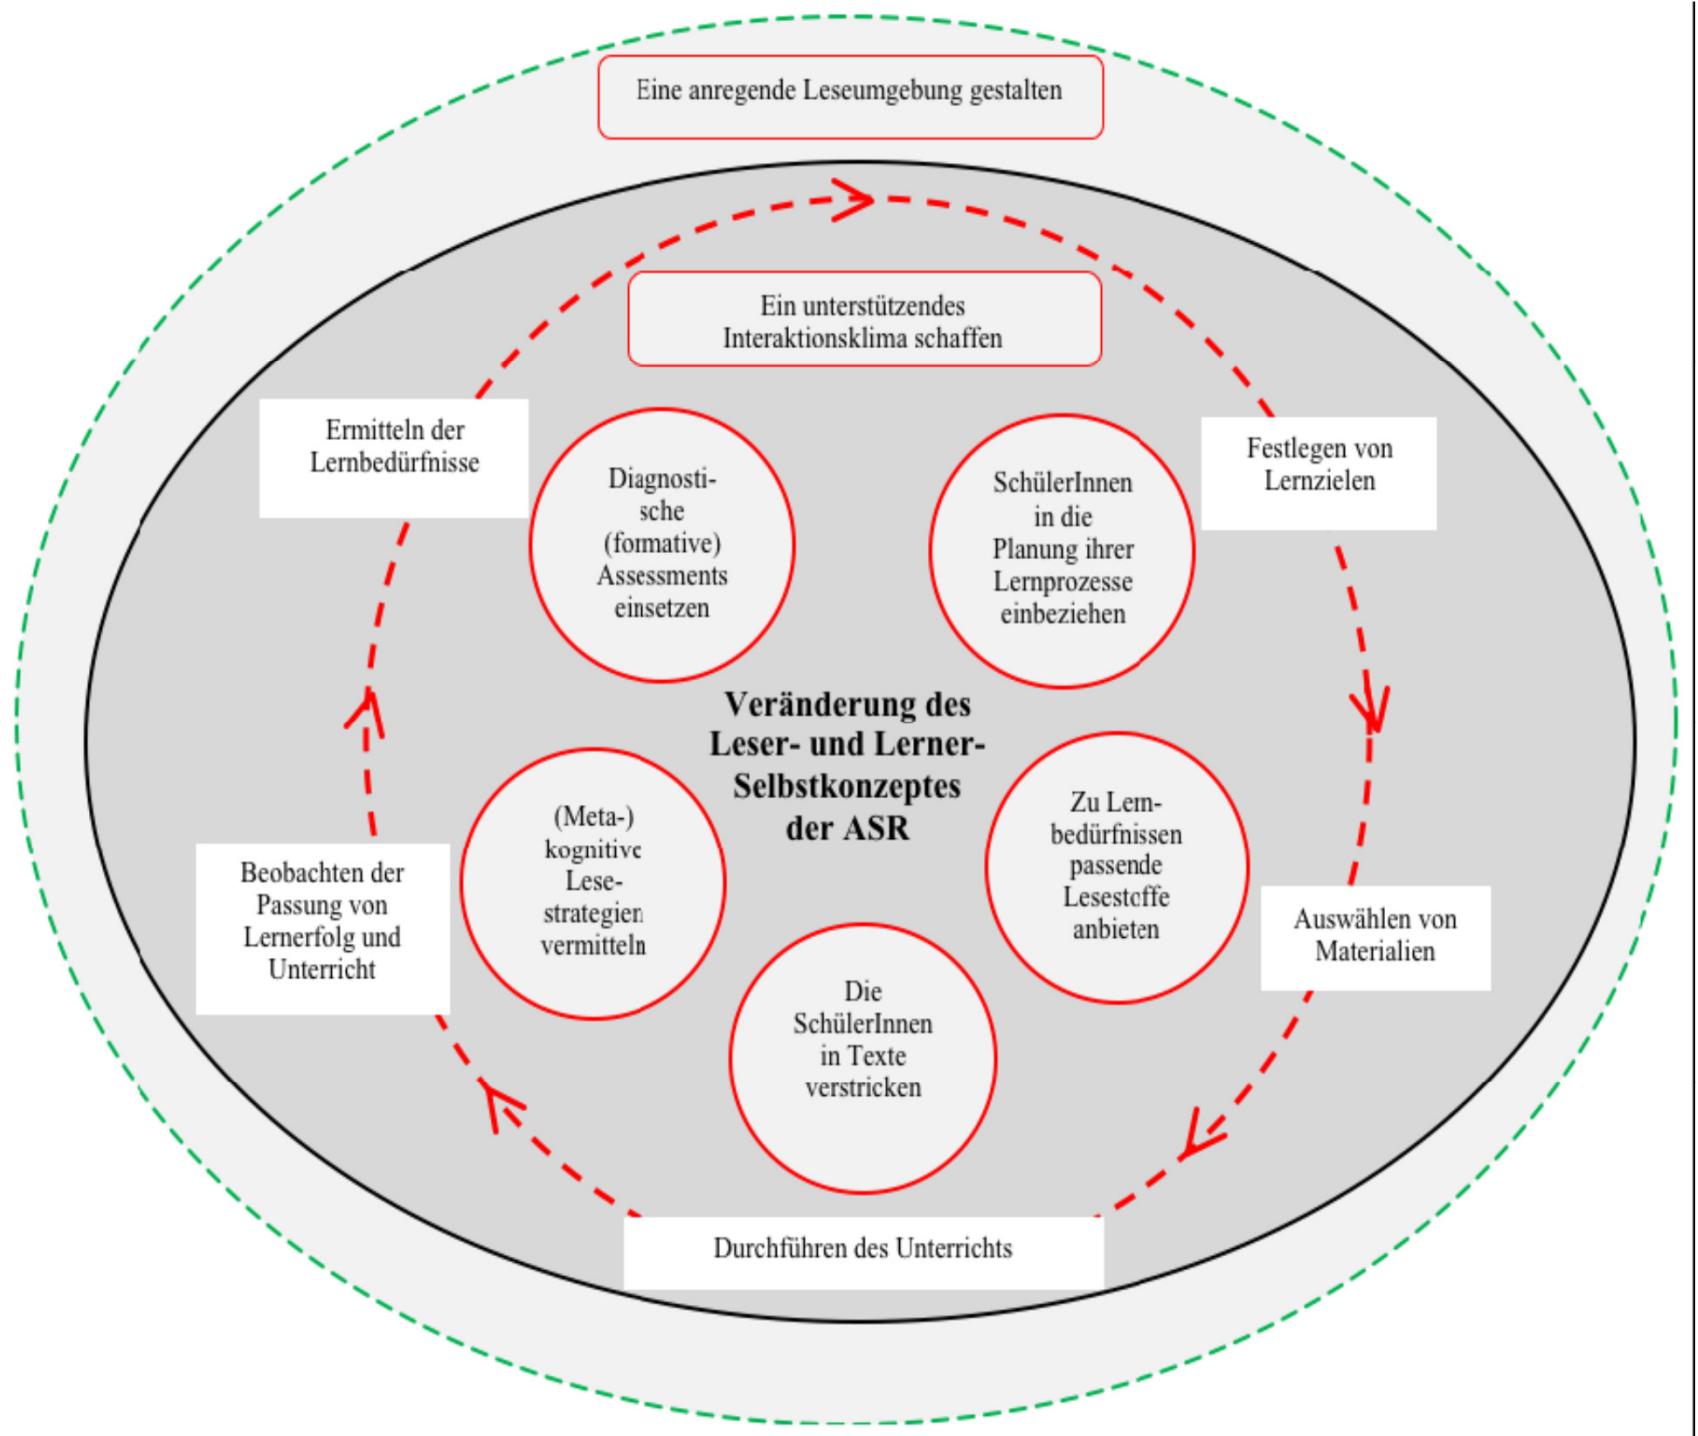 Eine anregende Leseumgebung gestalten
Ein unterstützendes
Interaktionsklima schaffen
Ermitteln der
Lernbedürfnisse
Festlegen von
Lernzielen
Diagnosti-
sche
(formative)
Assessments
einsetzen
SchülerInnen
in die
Planung ihrer
Lernprozesse
einbeziehen
Veränderung des
Leser- und Lerner-
Selbstkonzeptes
der ASR
(Meta-)
kognitive
Lese-
strategien
vermitteln
Zu Lern-
bedürfnissen
passende
Lesestoffe
anbieten
Beobachten der
Passung von
Lernerfolg und
Unterricht
Auswählen von
Materialien
Die
SchülerInnen
in Texte
verstricken
Durchführen des Unterrichts